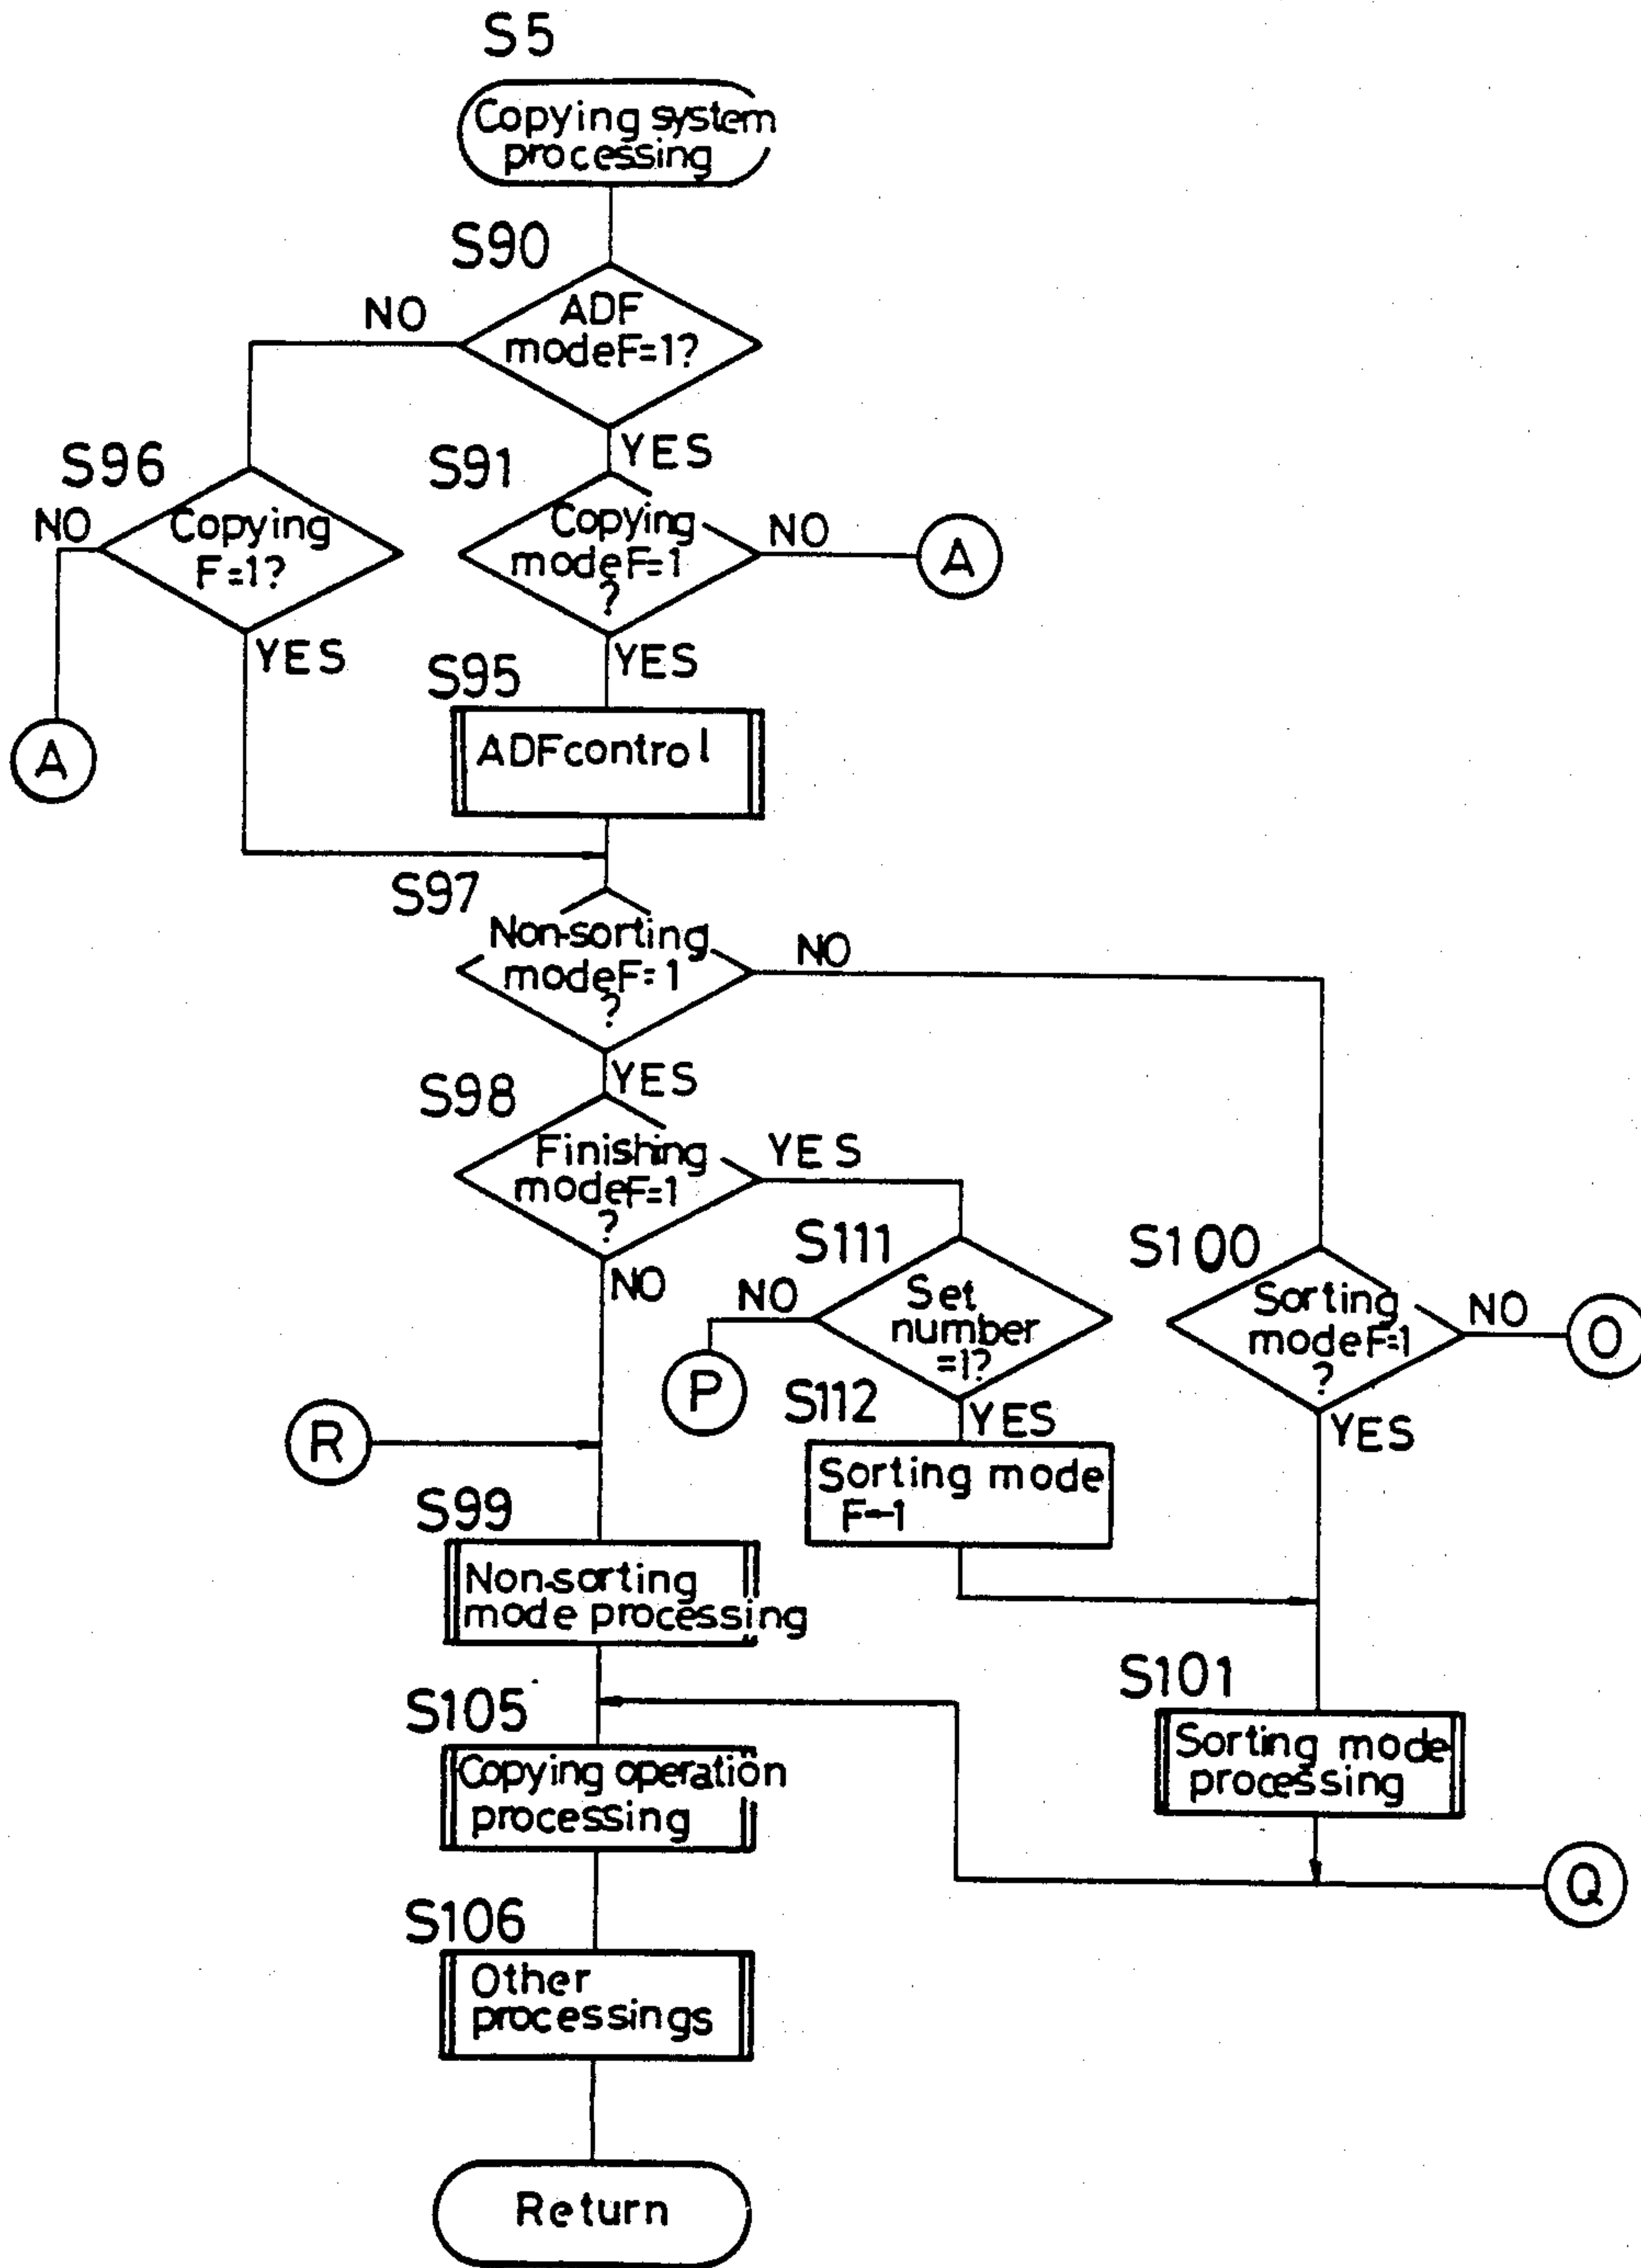 S5
Copying system
processing
S90
ADF
modeF=1?
NO
YES
S96
Copying
F=1?
NO
YES
A
S91
Copying
modeF=1
?
NO
A
YES
S95
ADFcontrol
S97
Non-sorting
modeF=1
?
NO
YES
S98
Finishing
modeF=1
?
YES
NO
S111
Set
number
=1?
NO
P
YES
S112
Sorting mode
F←1
S100
Sorting
modeF=1
?
NO
O
YES
R
S99
Non-sorting
mode processing
S101
Sorting mode
processing
Q
S105
Copying operation
processing
S106
Other
processings
Return